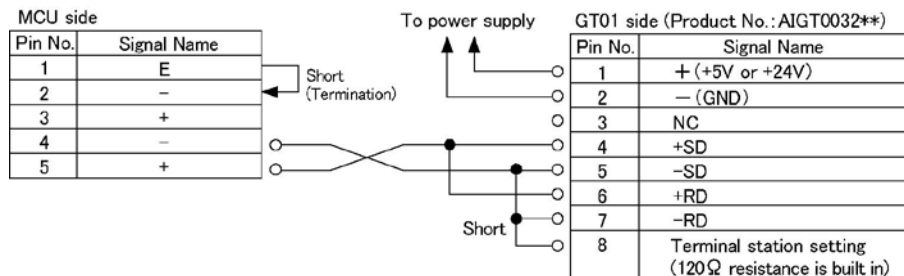 MCU side
Pin No. Signal Name
1 E
2 −
3 +
4 −
5 +
Short
(Termination)
To power supply
Short
GT01 side (Product No.: AIGT0032**)
Pin No. Signal Name
1 + (+5V or +24V)
2 − (GND)
3 NC
4 +SD
5 −SD
6 +RD
7 −RD
8 Terminal station setting
(120Ω resistance is built in)